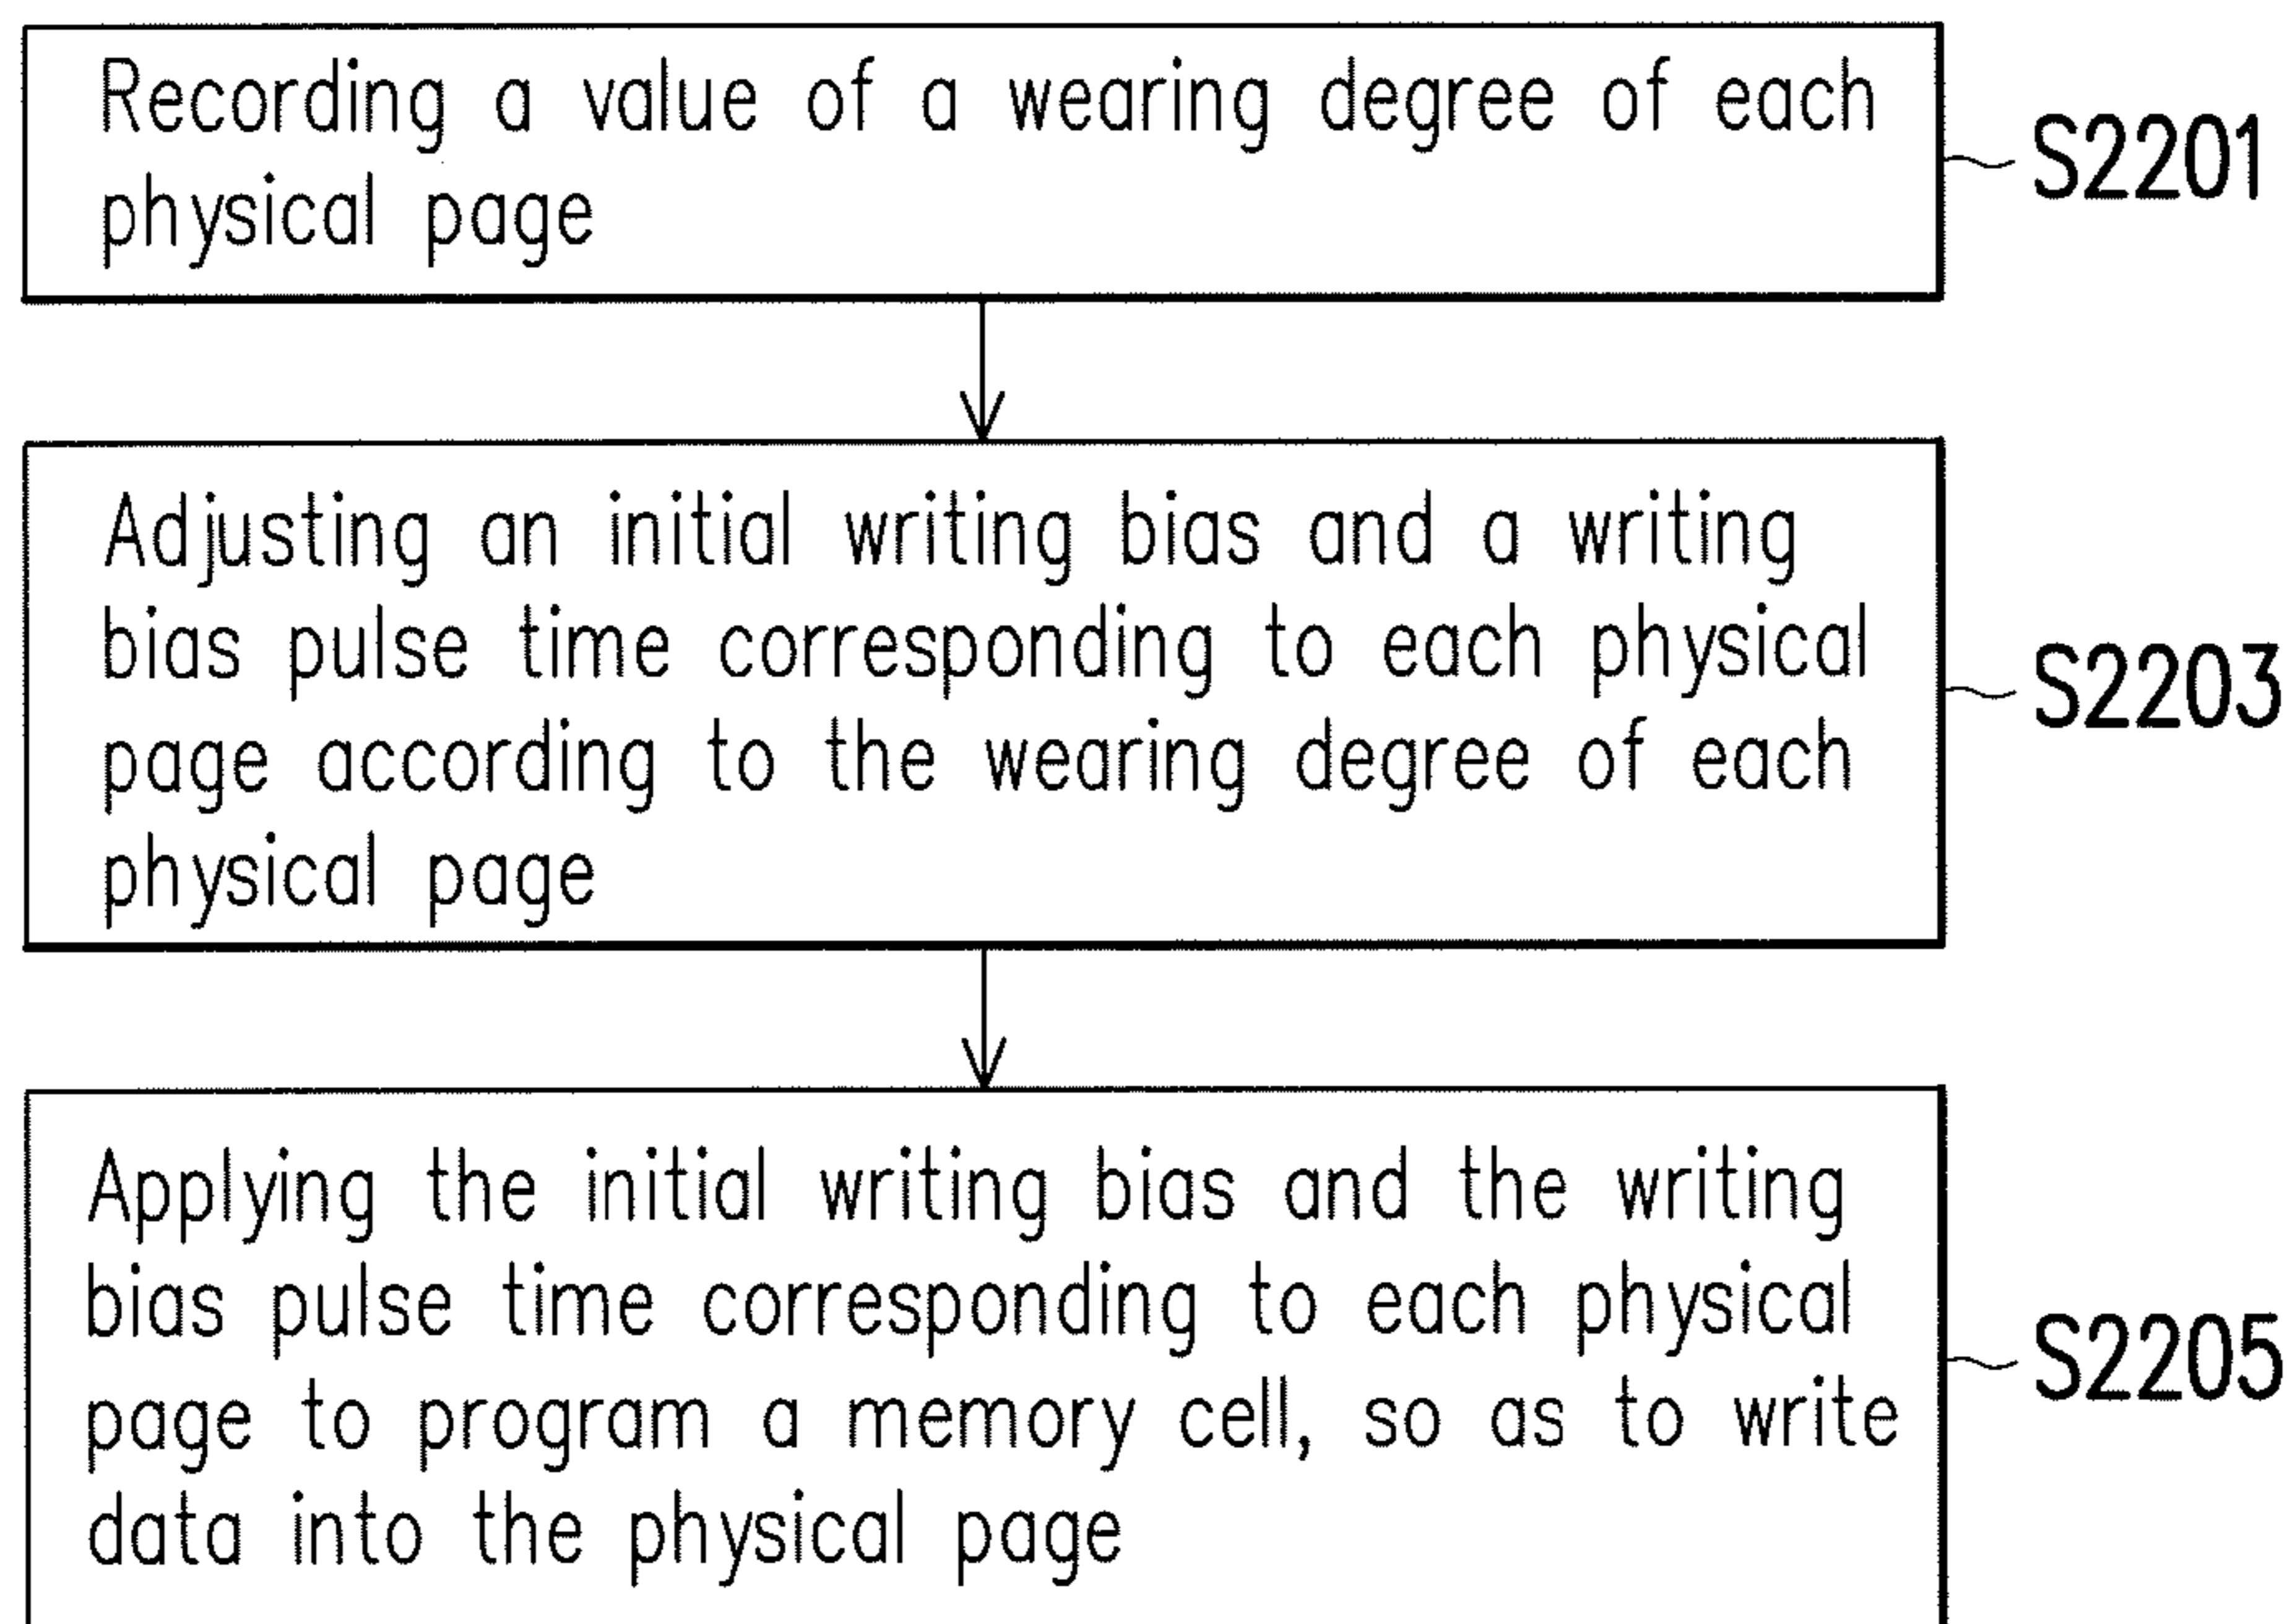 Recording a value of a wearing degree of each
physical page
S2201
Adjusting an initial writing bias and a writing
bias pulse time corresponding to each physical
page according to the wearing degree of each
physical page
S2203
Applying the initial writing bias and the writing
bias pulse time corresponding to each physical
page to program a memory cell, so as to write
data into the physical page
S2205